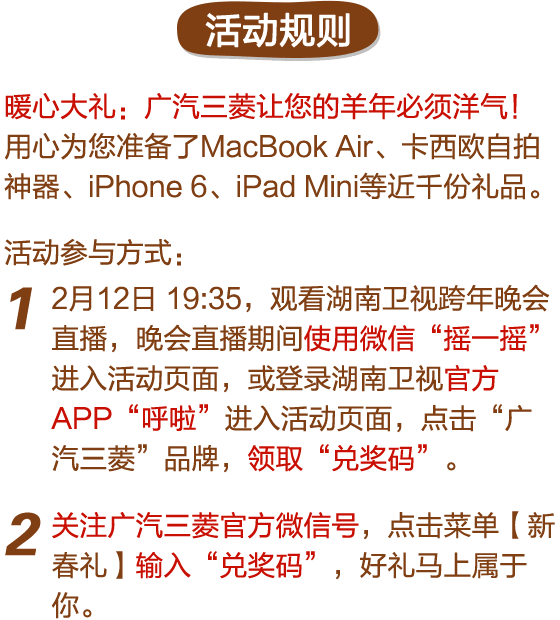 活动规则
暖心大礼：广汽三菱让您的羊年必须洋气！
用心为您准备了MacBook Air、卡西欧自拍
神器、iPhone 6、iPad Mini等近千份礼品。
活动参与方式：
1 2月12日 19:35，观看湖南卫视跨年晚会
直播，晚会直播期间使用微信“摇一摇”
进入活动页面，或登录湖南卫视官方
APP“呼啦”进入活动页面，点击“广
汽三菱”品牌，领取“兑奖码”。
2 关注广汽三菱官方微信号，点击菜单【新
春礼】输入“兑奖码”，好礼马上属于
你。